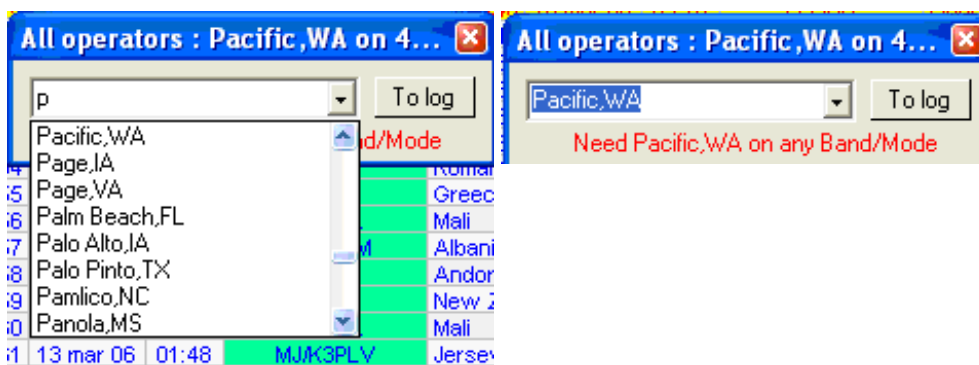 All operators : Pacific,WA on 4...
p
To log
Pacific,WA
Page,IA
Page,VA
Palm Beach,FL
Palo Alto,IA
Palo Pinto,TX
Pamlico,NC
Panola,MS
d/Mode
Greec
Mali
Albani
Andor
New Z
Mali
13 mar 06 01:48 MJ/K3PLV Jersey
All operators : Pacific,WA on 4...
Pacific,WA
To log
Need Pacific,WA on any Band/Mode